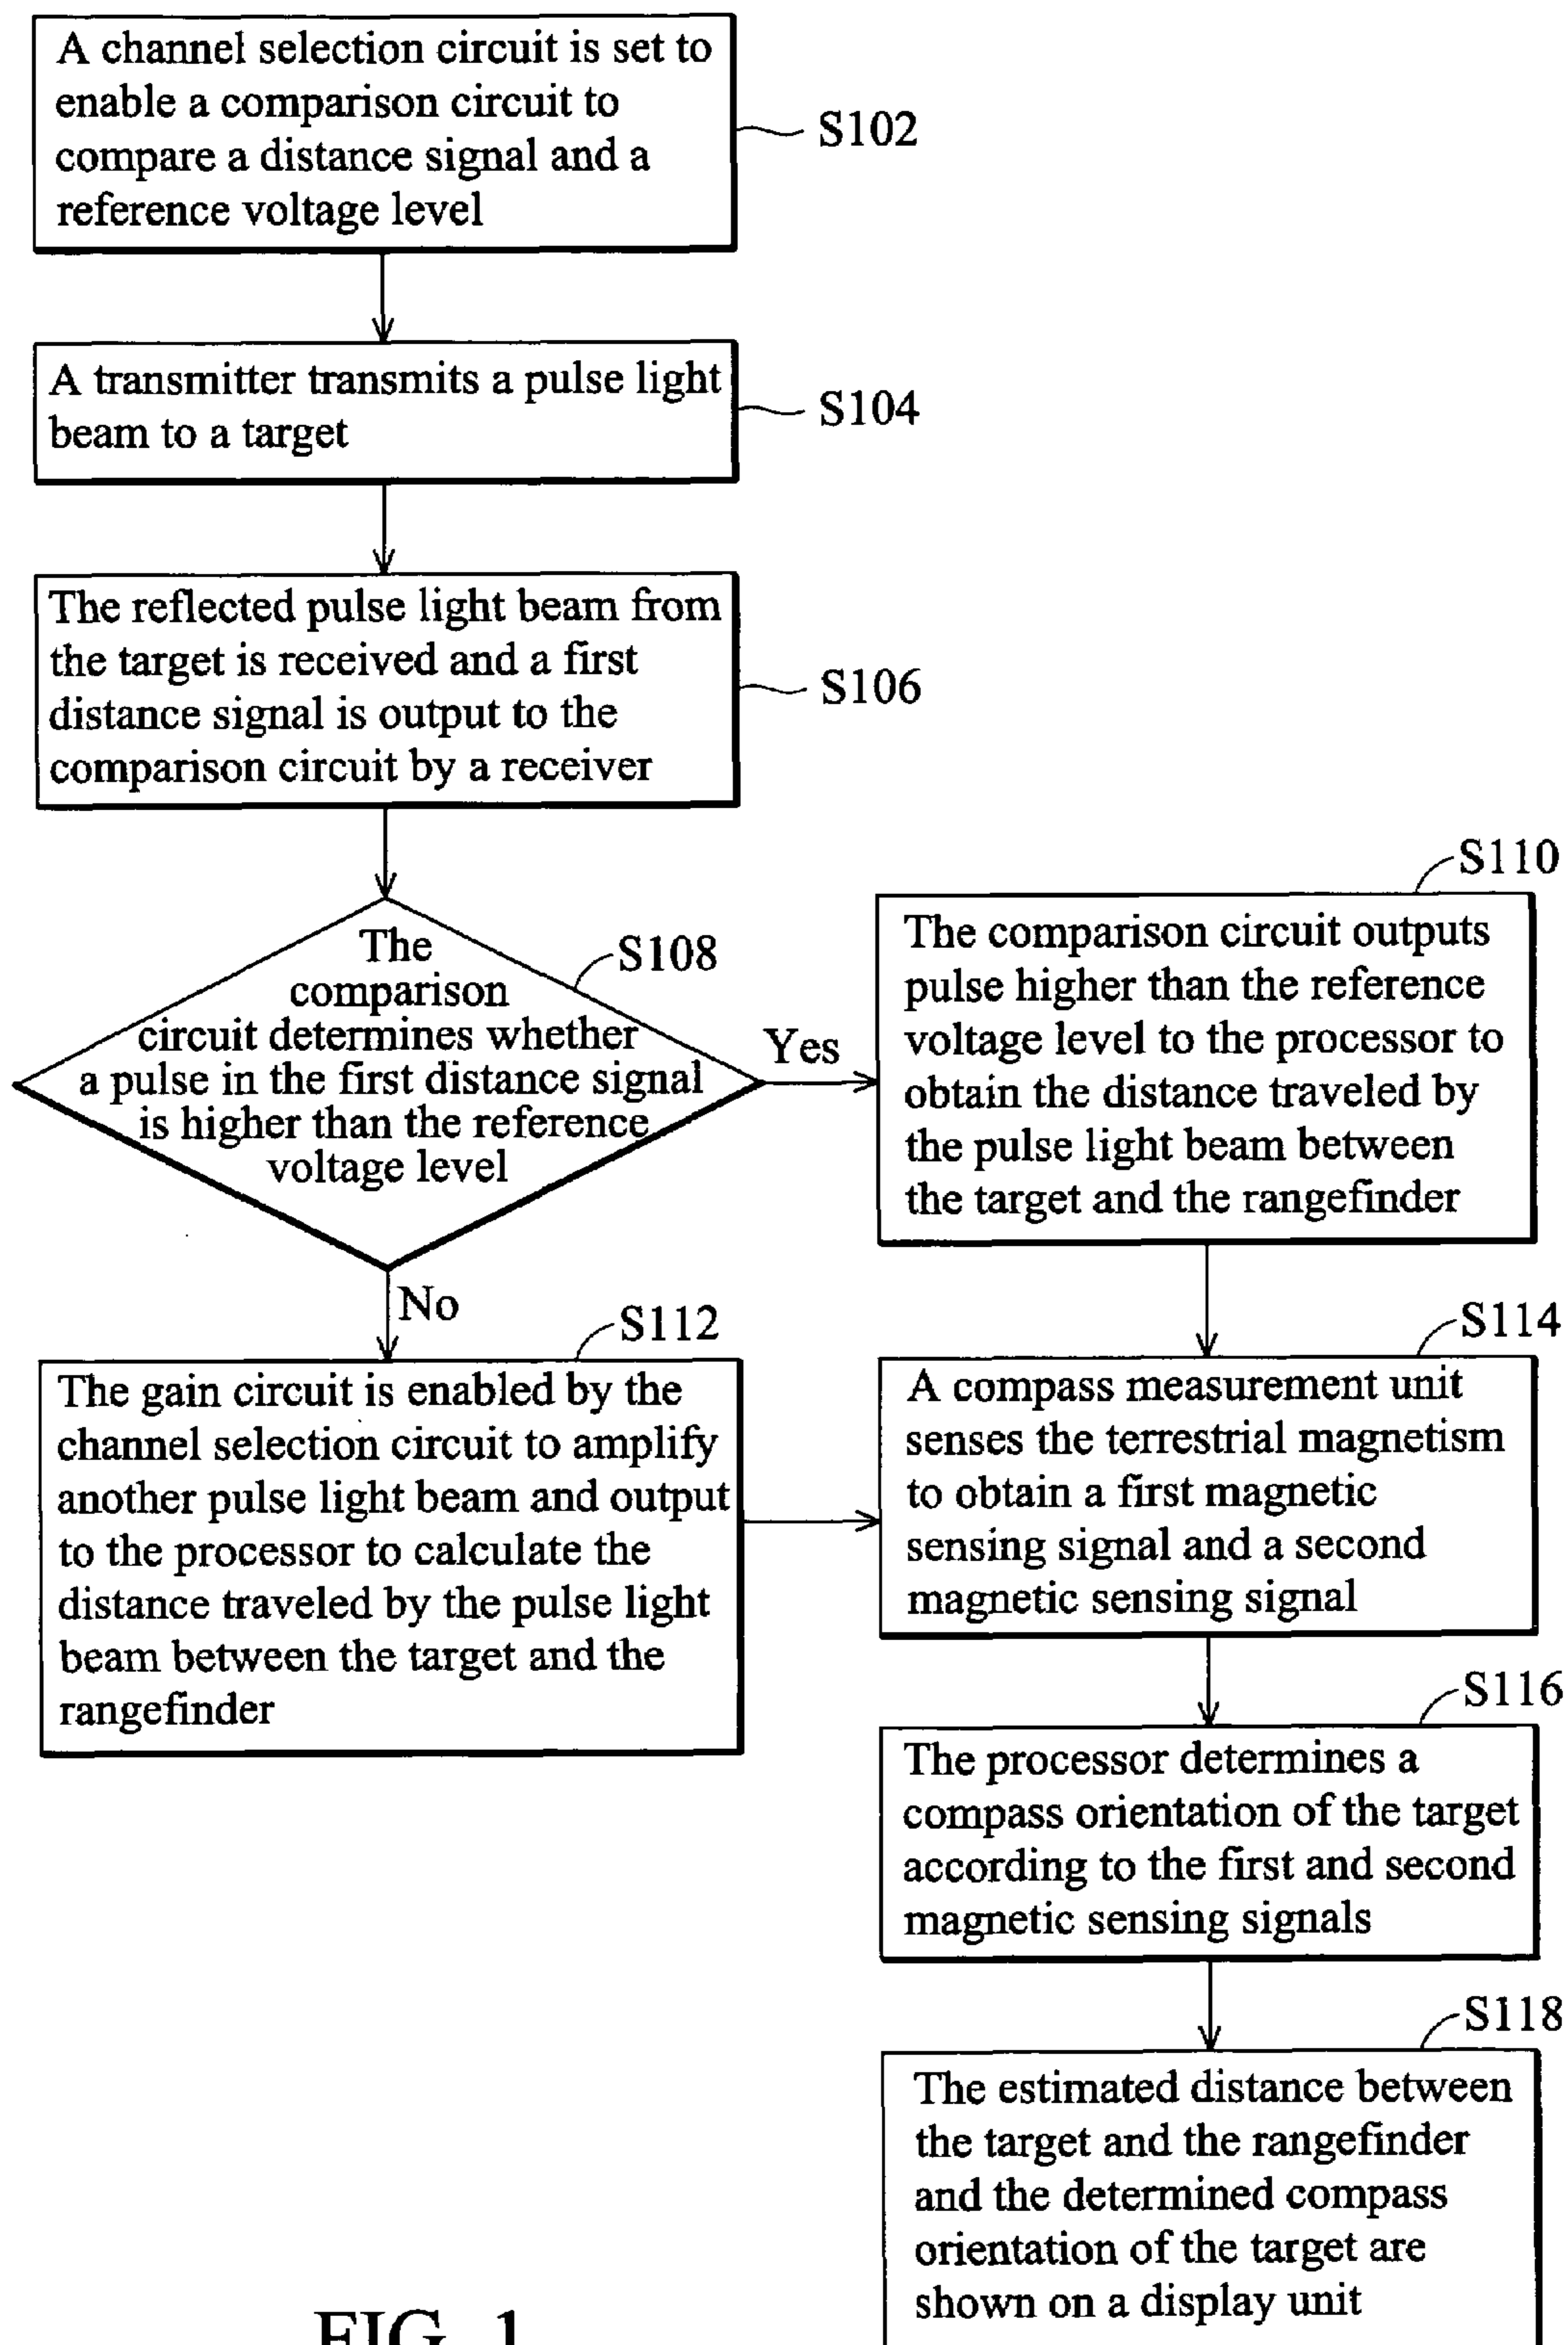 A channel selection circuit is set to
enable a comparison circuit to
compare a distance signal and a
reference voltage level
S102
A transmitter transmits a pulse light
beam to a target
S104
The reflected pulse light beam from
the target is received and a first
distance signal is output to the
comparison circuit by a receiver
S106
The
comparison
circuit determines whether
a pulse in the first distance signal
is higher than the reference
voltage level
S108
Yes
No
S110
The comparison circuit outputs
pulse higher than the reference
voltage level to the processor to
obtain the distance traveled by
the pulse light beam between
the target and the rangefinder
S112
The gain circuit is enabled by the
channel selection circuit to amplify
another pulse light beam and output
to the processor to calculate the
distance traveled by the pulse light
beam between the target and the
rangefinder
S114
A compass measurement unit
senses the terrestrial magnetism
to obtain a first magnetic
sensing signal and a second
magnetic sensing signal
S116
The processor determines a
compass orientation of the target
according to the first and second
magnetic sensing signals
S118
The estimated distance between
the target and the rangefinder
and the determined compass
orientation of the target are
shown on a display unit
FIG. 1